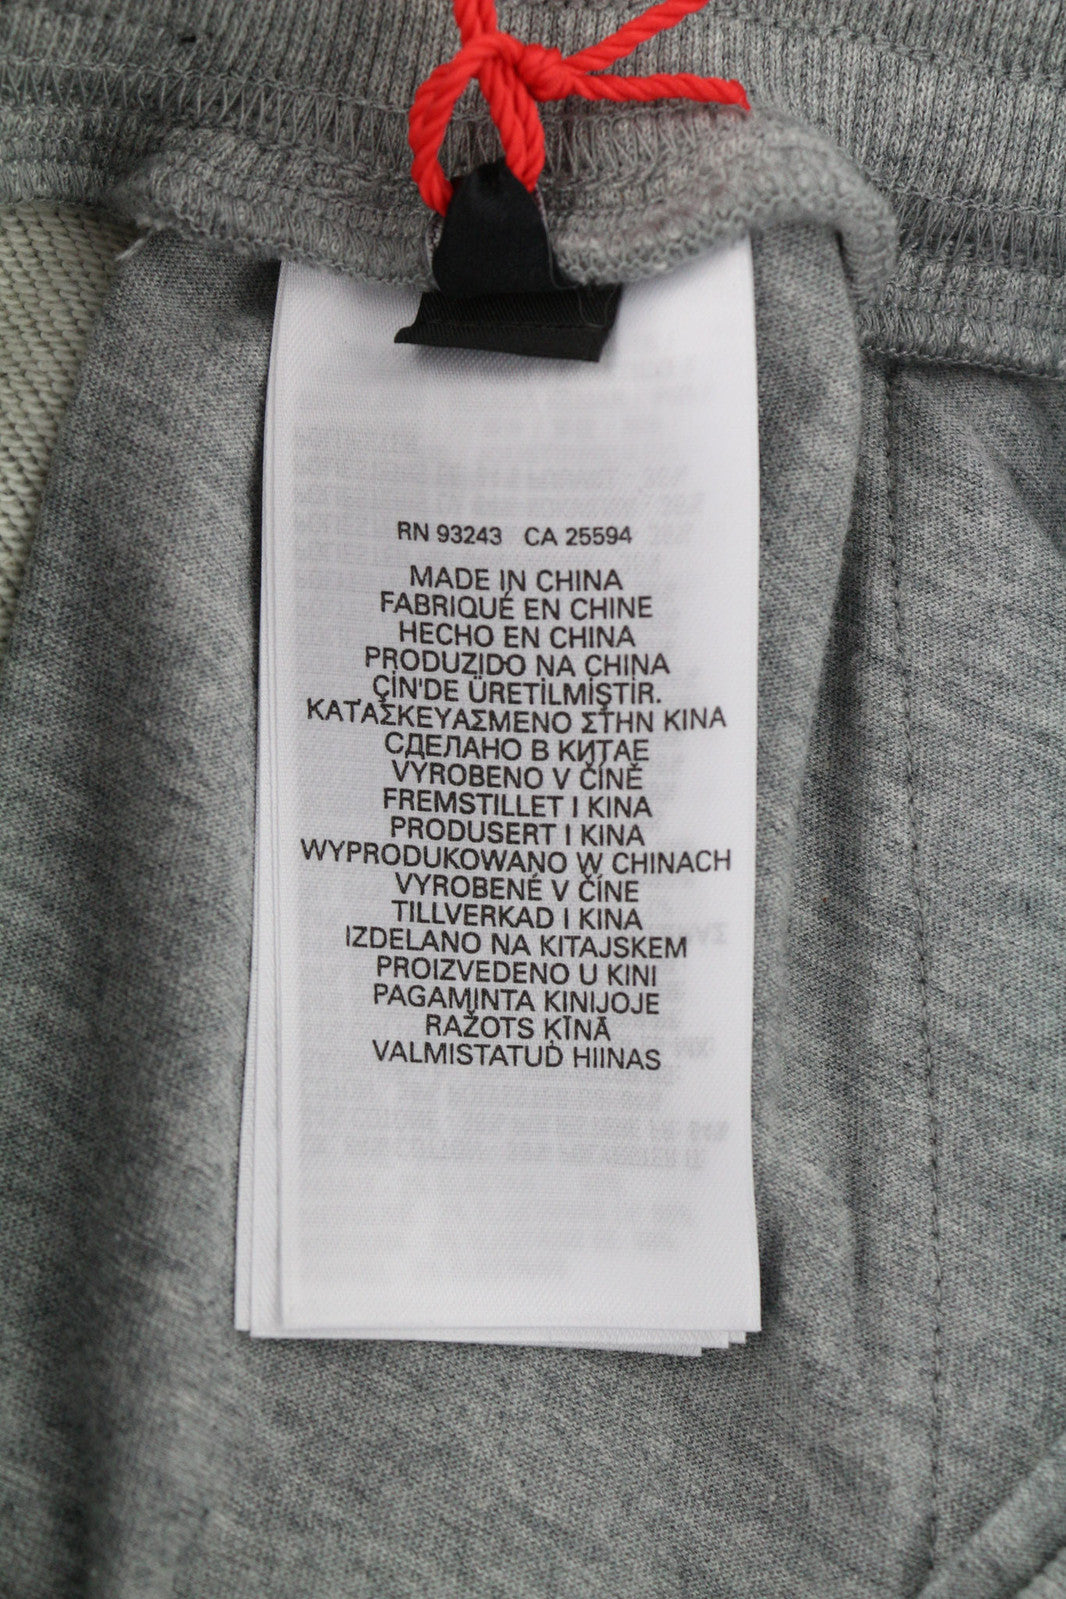 RN 93243 CA 25594
MADE IN CHINA
FABRIQUÉ EN CHINE
HECHO EN CHINA
PRODUZIDO NA CHINA
ÇİN'DE ÜRETİLMİŞTİR.
ΚΑΤΑΣΚΕΥΑΣΜΕΝΟ ΣΤΗΝ ΚΙΝΑ
СДЕЛАНО В КИТАЕ
VYROBENO V ČÍNĚ
FREMSTILLET I KINA
PRODUSERT I KINA
WYPRODUKOWANO W CHINACH
VYROBENÉ V ČÍNE
TILLVERKAD I KINA
IZDELANO NA KITAJSKEM
PROIZVEDENO U KINI
PAGAMINTA KINIJOJE
RAŽOTS ĶĪNĀ
VALMISTATUD HIINAS